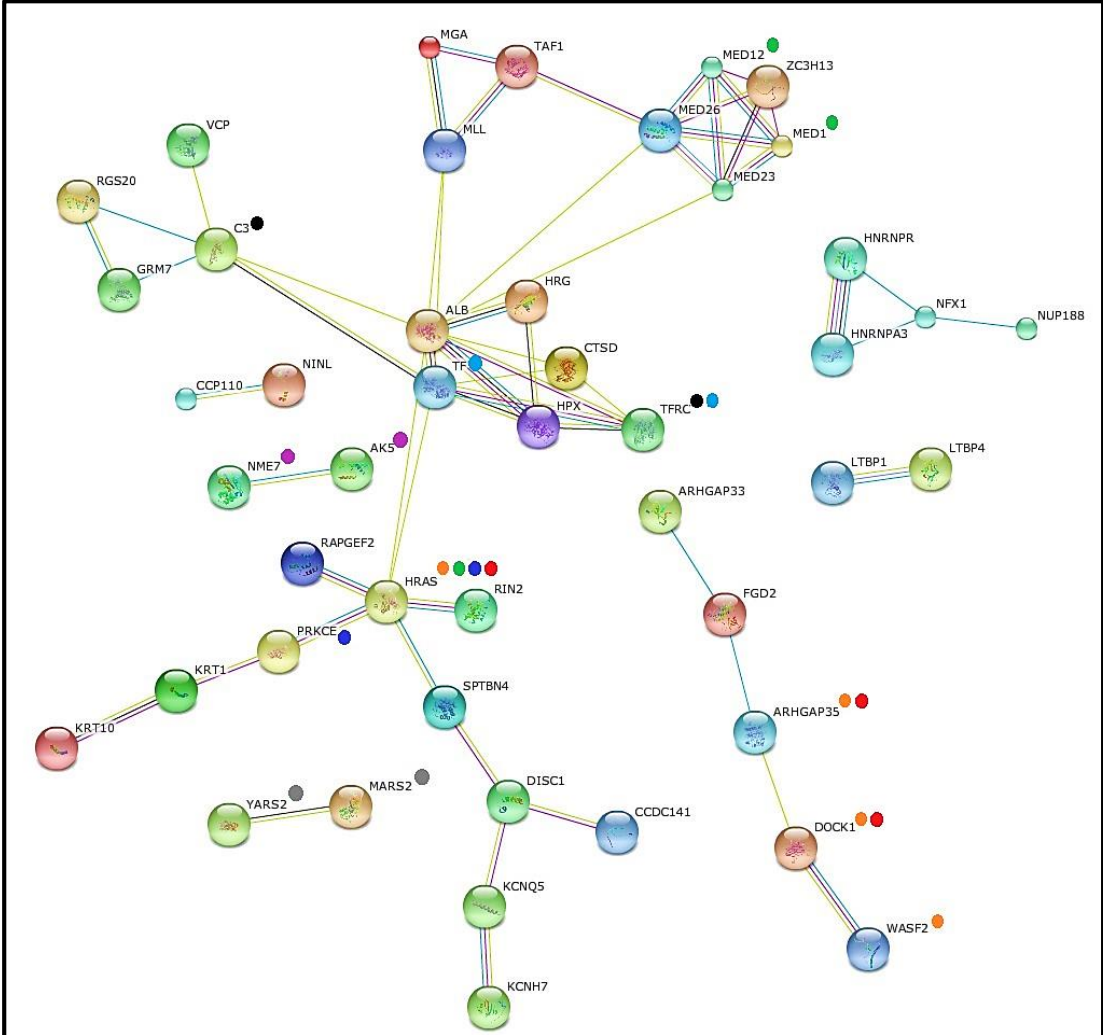 MGA
TAF1
MED12
ZC3H13
MED26
VCP
MLL
MED1
RGS20
MED23
C3
HNRNPR
GRM7
HRG
NFX1
ALB
NUP188
HNRNPA3
CTSD
NINL
TF
CCP110
HPX
TFRC
AK5
LTBP4
NME7
LTBP1
ARHGAP33
RAPGEF2
HRAS
RIN2
FGD2
PRKCE
KRT1
SPTBN4
ARHGAP35
KRT10
DISC1
MARS2
YARS2
CCDC141
DOCK1
KCNQ5
WASF2
KCNH7